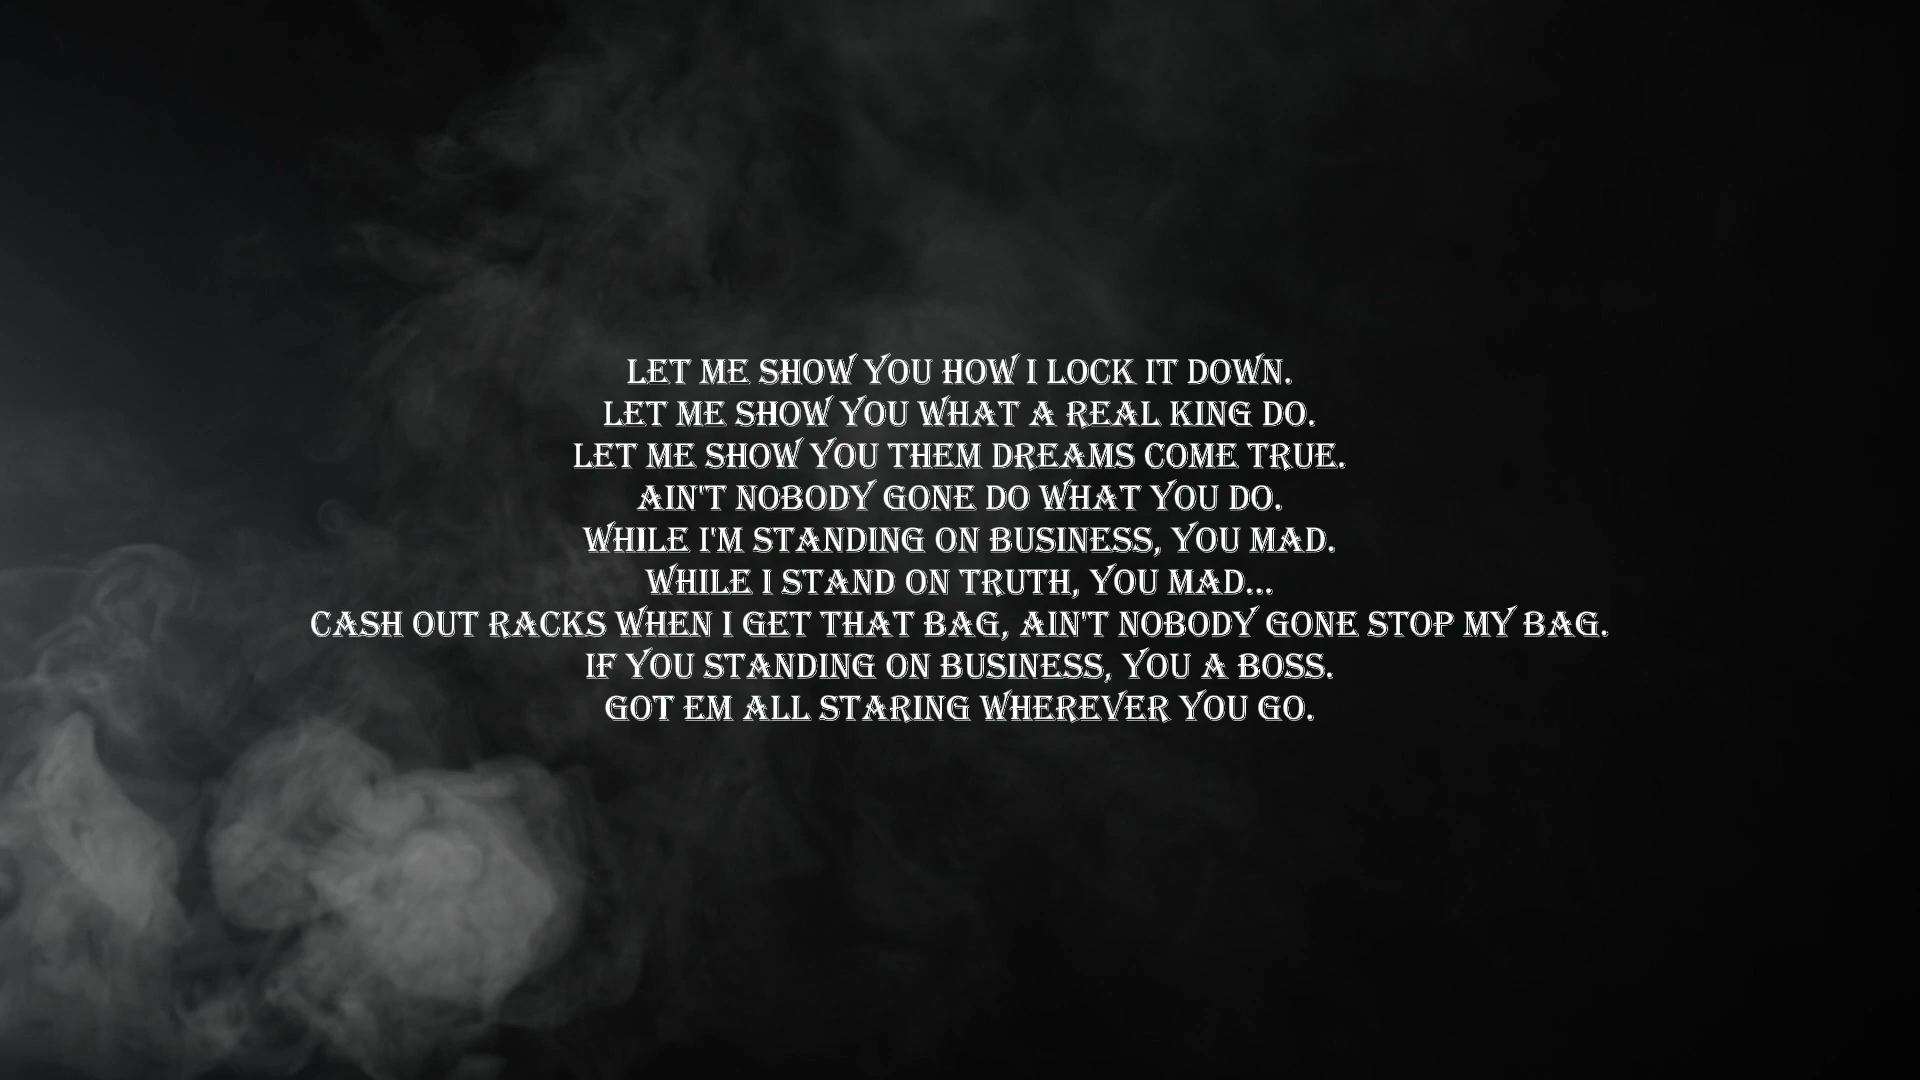 LET ME SHOW YOU HOW I LOCK IT DOWN.
LET ME SHOW YOU WHAT A REAL KING DO.
LET ME SHOW YOU THEM DREAMS COME TRUE.
AIN'T NOBODY GONE DO WHAT YOU DO.
WHILE I'M STANDING ON BUSINESS, YOU MAD.
WHILE I STAND ON TRUTH, YOU MAD...
CASH OUT RACKS WHEN I GET THAT BAG, AIN'T NOBODY GONE STOP MY BAG.
IF YOU STANDING ON BUSINESS, YOU A BOSS.
GOT EM ALL STARING WHEREVER YOU GO.